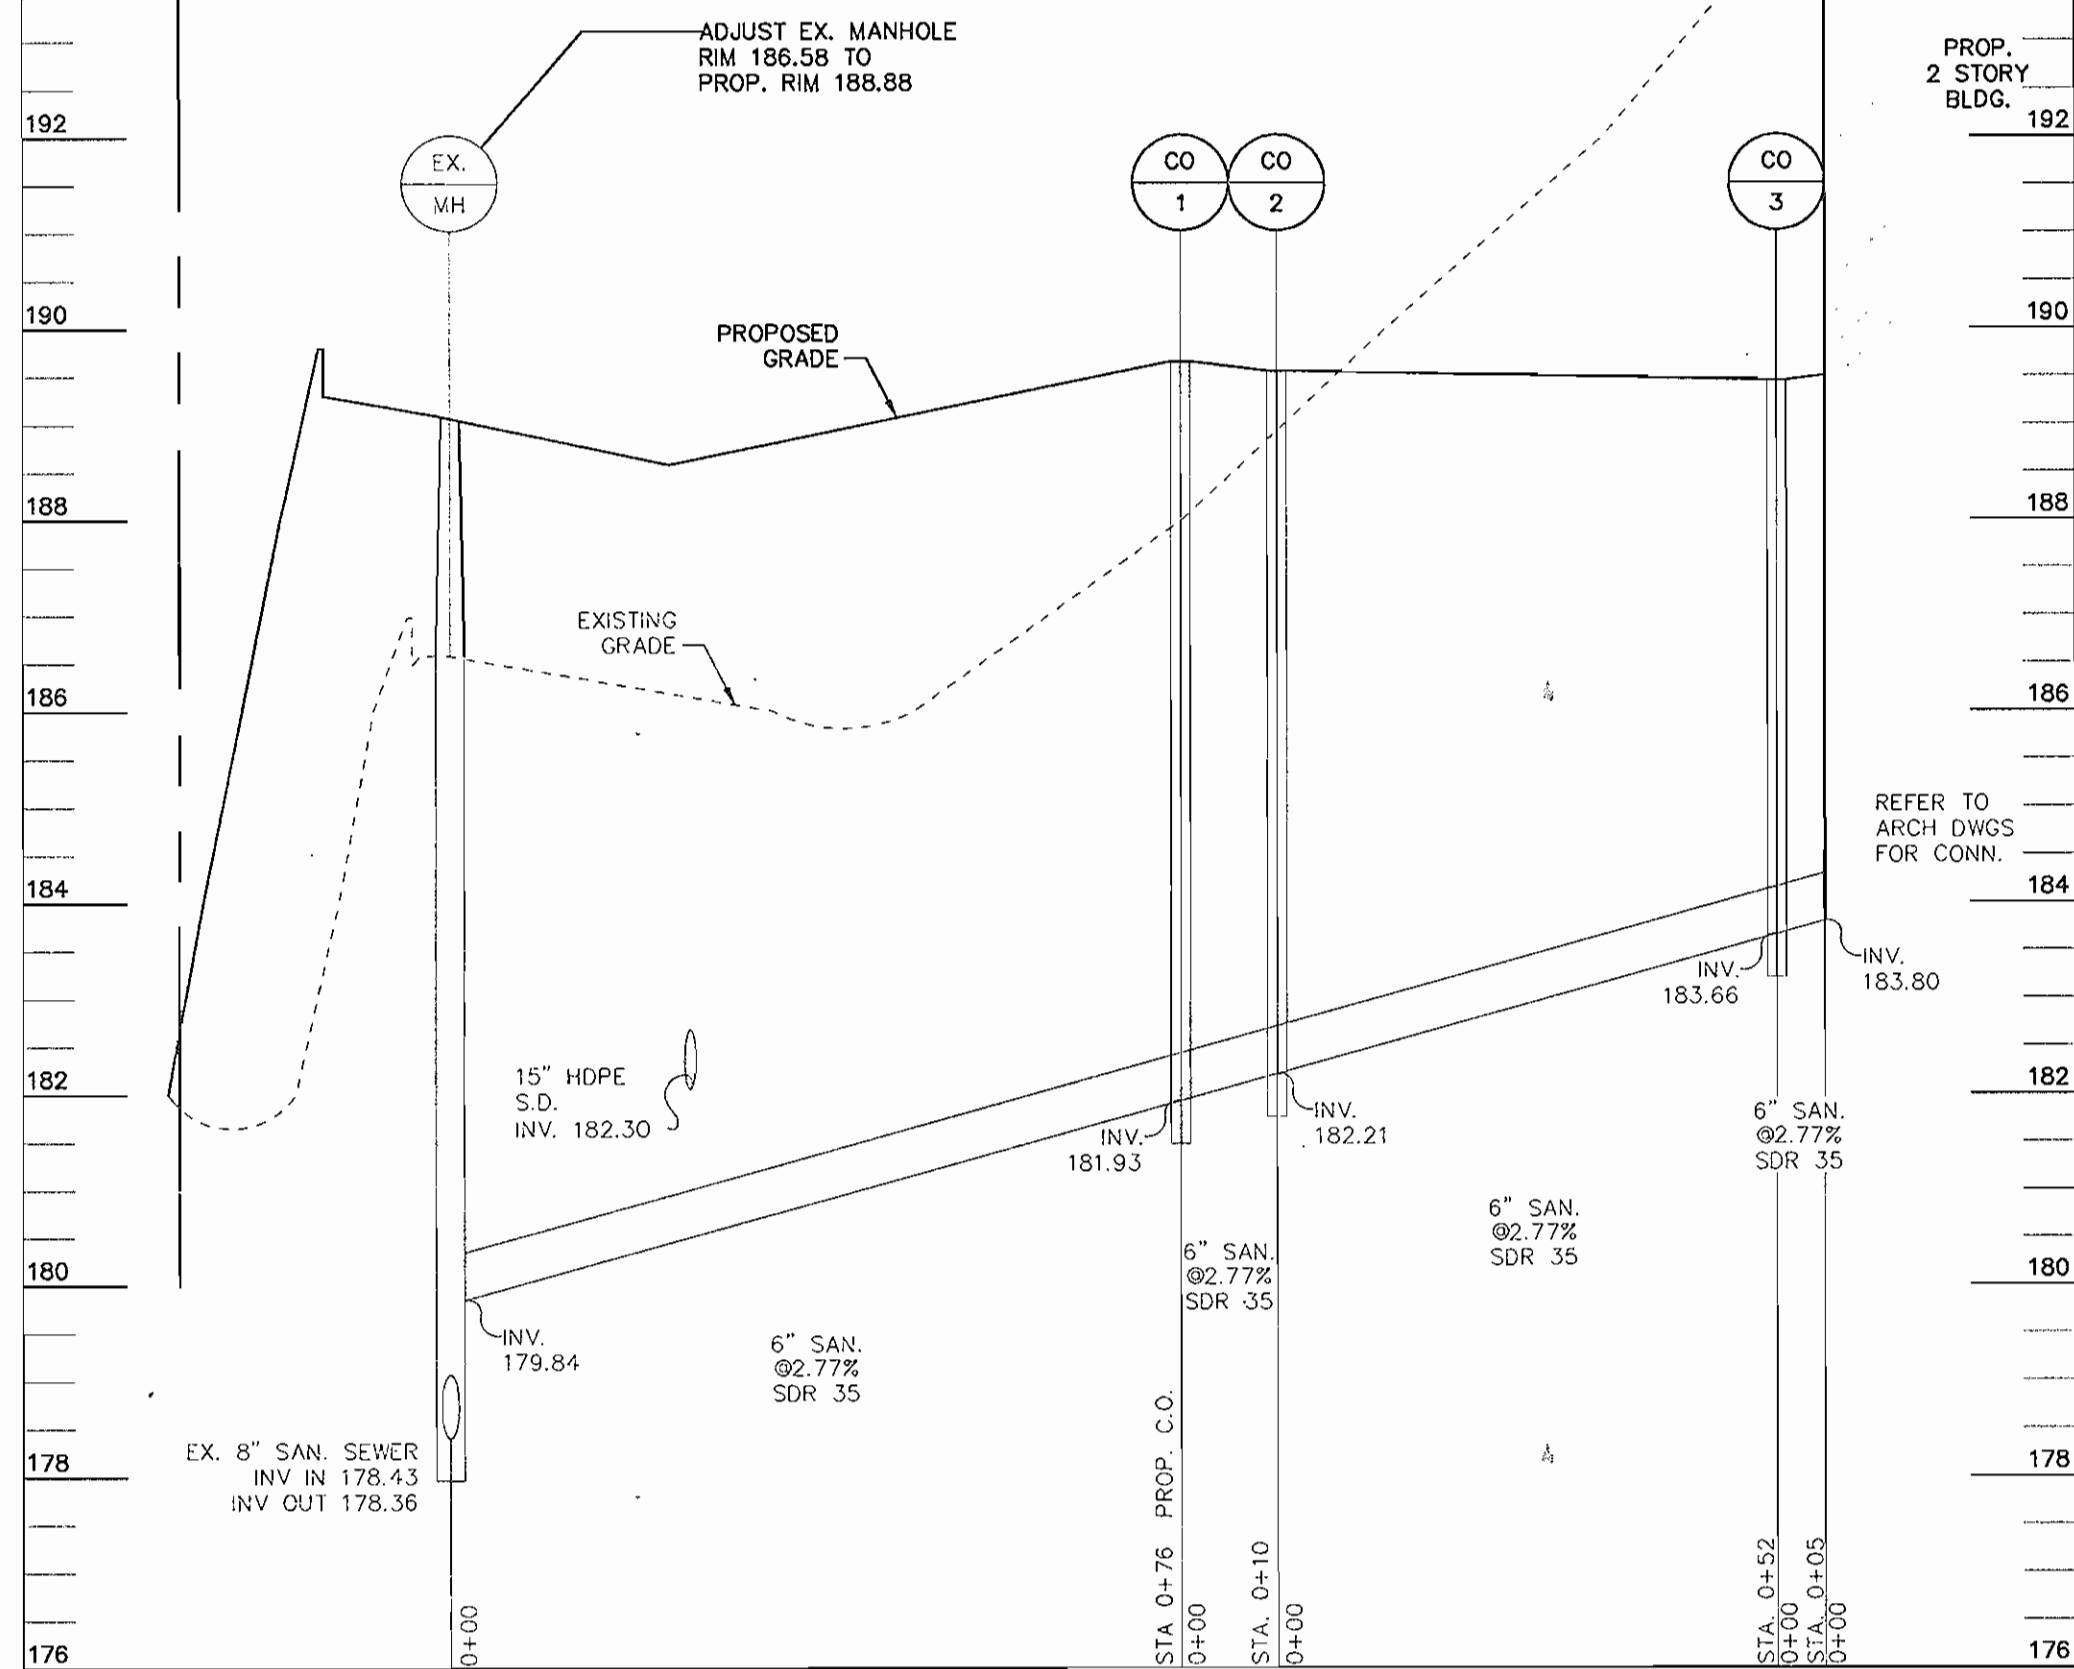 ADJUST EX. MANHOLE
RIM 186.58 TO
PROP. RIM 188.88
PROP.
2 STORY
BLDG.
192
192
EX.
MH
CO
1
CO
2
CO
3
190
190
PROPOSED
GRADE
188
188
EXISTING
GRADE
186
186
REFER TO
ARCH DWGS
FOR CONN.
184
184
INV.
183.66
INV.
183.80
15" HDPE
S.D.
INV. 182.30
182
182
INV.
181.93
INV.
182.21
6" SAN.
@2.77%
SDR 35
6" SAN.
@2.77%
SDR 35
6" SAN.
@2.77%
SDR 35
180
180
INV.
179.84
6" SAN.
@2.77%
SDR 35
EX. 8" SAN. SEWER
INV IN 178.43
INV OUT 178.36
178
178
0+00
STA 0+76 PROP. C.O.
0+00
STA. 0+10
0+00
STA. 0+52
0+00
STA. 0+05
0+00
176
176